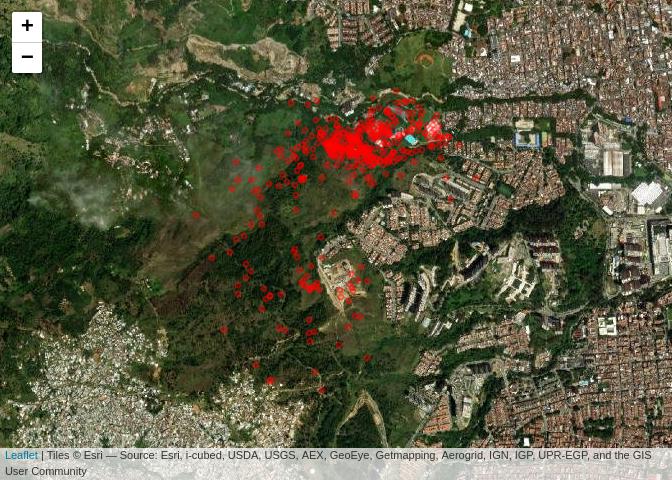 +
−
Leaflet | Tiles © Esri — Source: Esri, i-cubed, USDA, USGS, AEX, GeoEye, Getmapping, Aerogrid, IGN, IGP, UPR-EGP, and the GIS
User Community